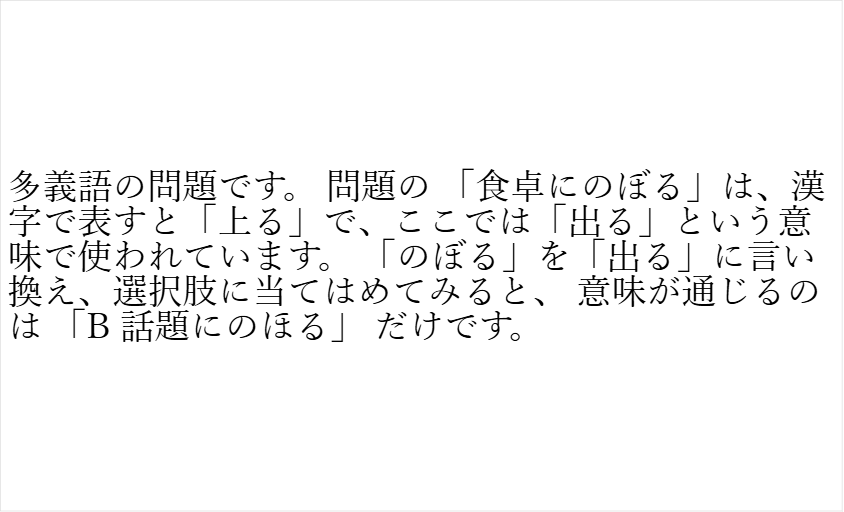 多義語の問題です。 問題の 「食卓にのぼる」は、漢
字で表すと「上る」で、ここでは「出る」という意
味で使われています。 「のぼる」を「出る」に言い
換え、選択肢に当てはめてみると、 意味が通じるの
は 「B 話題にのほる」 だけです。